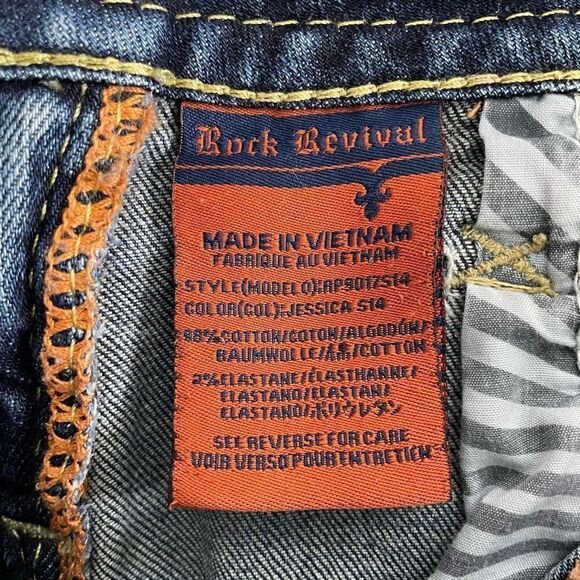 Rock Revival
MADE IN VIETNAM
FABRIQUE AU VIETNAM
STYLE(MODELO):RP9017S14
COLOR(COL):JESSICA S14
98%COTTON/COTON/ALGODÓN/
BAUMWOLLE/綿/COTTON
2%ELASTANE/ÉLASTHANNE/
ELASTANO/ELASTAN/
ELASTANO/ポリウレタン
SEE REVERSE FOR CARE
VOIR VERSO POUR ENTRETIEN